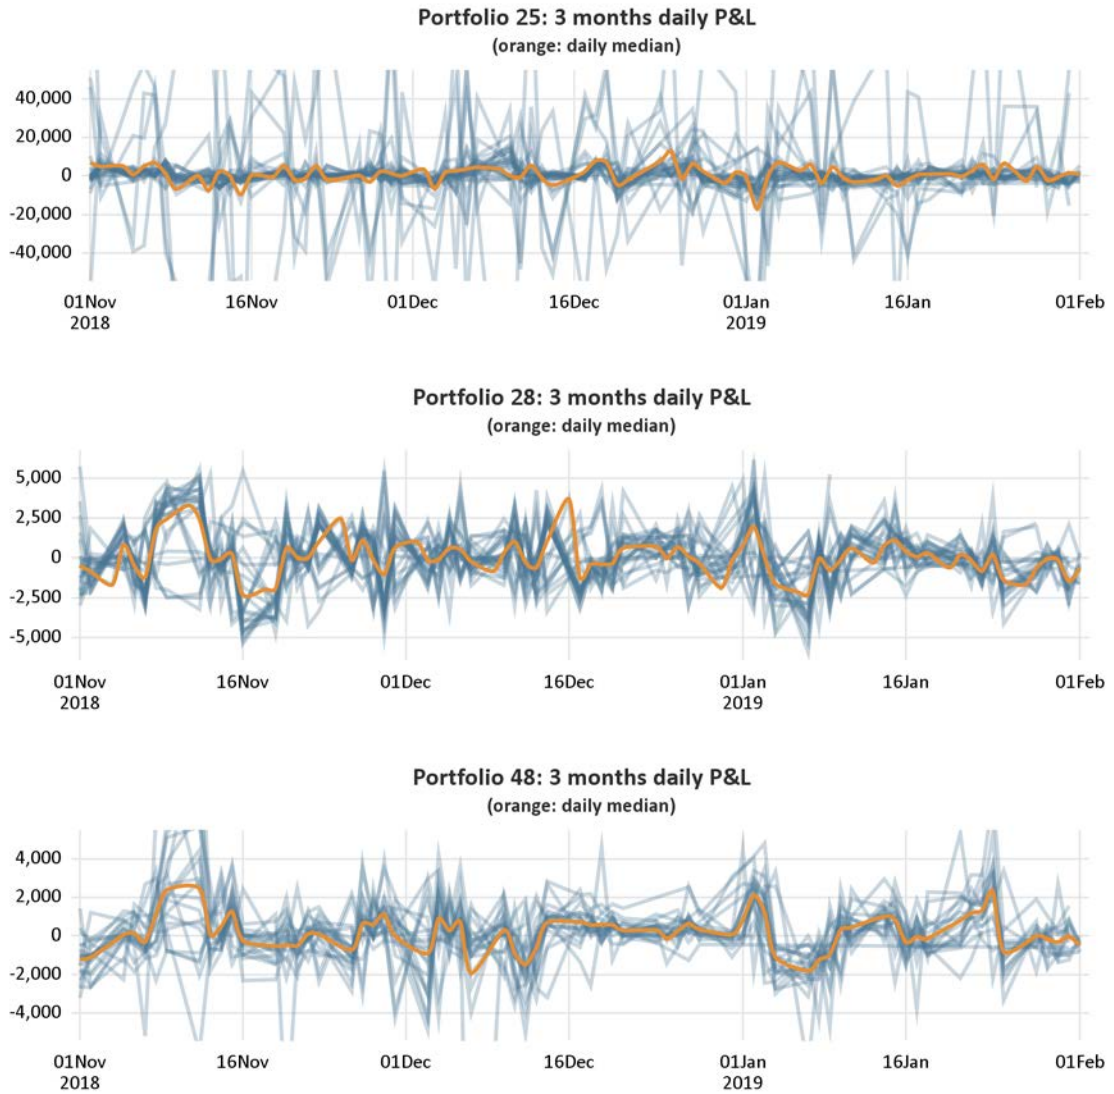 Portfolio 25: 3 months daily P&L
(orange: daily median)
40,000
20,000
0
-20,000
-40,000
01Nov 16Nov 01Dec 16Dec 01Jan 16Jan 01Feb
2018 2019
Portfolio 28: 3 months daily P&L
(orange: daily median)
5,000
2,500
0
-2,500
-5,000
01Nov 16Nov 01Dec 16Dec 01Jan 16Jan 01Feb
2018 2019
Portfolio 48: 3 months daily P&L
(orange: daily median)
4,000
2,000
0
-2,000
-4,000
01Nov 16Nov 01Dec 16Dec 01Jan 16Jan 01Feb
2018 2019